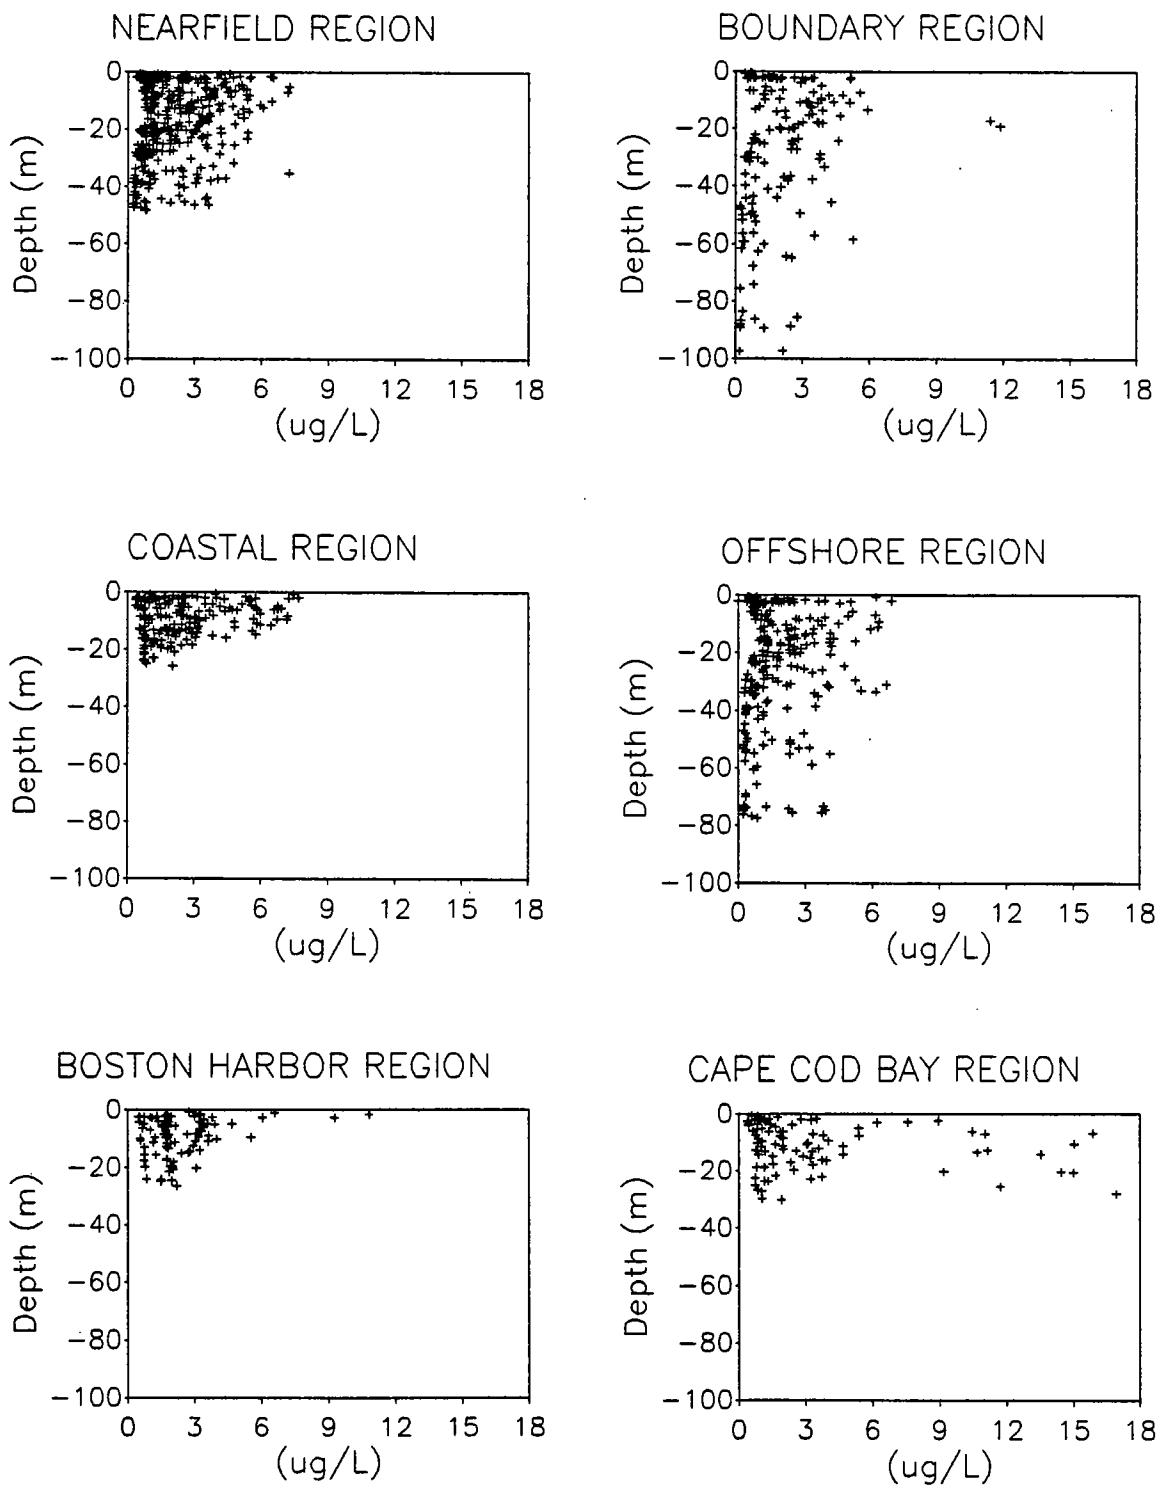 NEARFIELD REGION
0
−20
−40
−60
−80
−100
Depth (m)
0 3 6 9 12 15 18
(ug/L)
BOUNDARY REGION
0
−20
−40
−60
−80
−100
Depth (m)
0 3 6 9 12 15 18
(ug/L)
COASTAL REGION
0
−20
−40
−60
−80
−100
Depth (m)
0 3 6 9 12 15 18
(ug/L)
OFFSHORE REGION
0
−20
−40
−60
−80
−100
Depth (m)
0 3 6 9 12 15 18
(ug/L)
BOSTON HARBOR REGION
0
−20
−40
−60
−80
−100
Depth (m)
0 3 6 9 12 15 18
(ug/L)
CAPE COD BAY REGION
0
−20
−40
−60
−80
−100
Depth (m)
0 3 6 9 12 15 18
(ug/L)